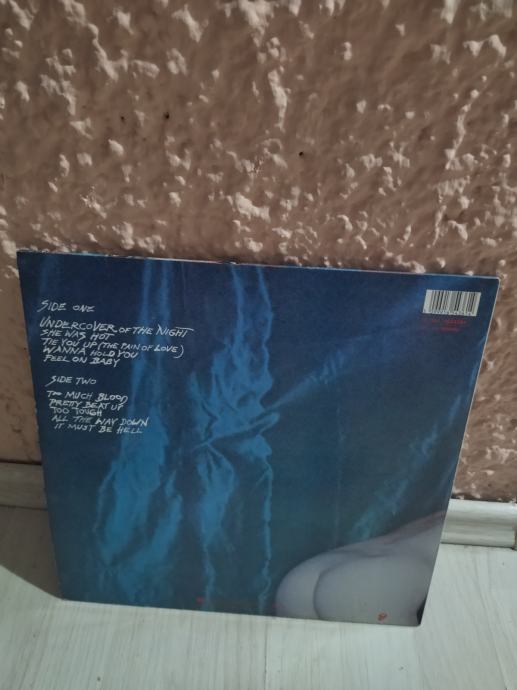 SIDE ONE
UNDERCOVER OF THE NIGHT
SHE WAS HOT
TIE YOU UP (THE PAIN OF LOVE)
WANNA HOLD YOU
FEEL ON BABY
SIDE TWO
TOO MUCH BLOOD
PRETTY BEAT UP
TOO TOUGH
ALL THE WAY DOWN
IT MUST BE HELL